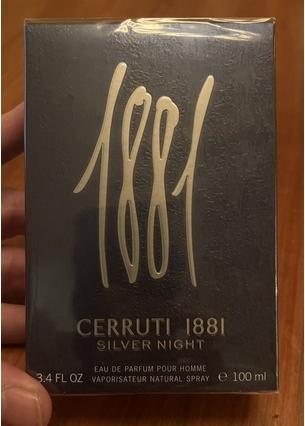 1881
CERRUTI 1881
SILVER NIGHT
EAU DE PARFUM POUR HOMME
3.4 FL OZ VAPORISATEUR NATURAL SPRAY ℮ 100 ml